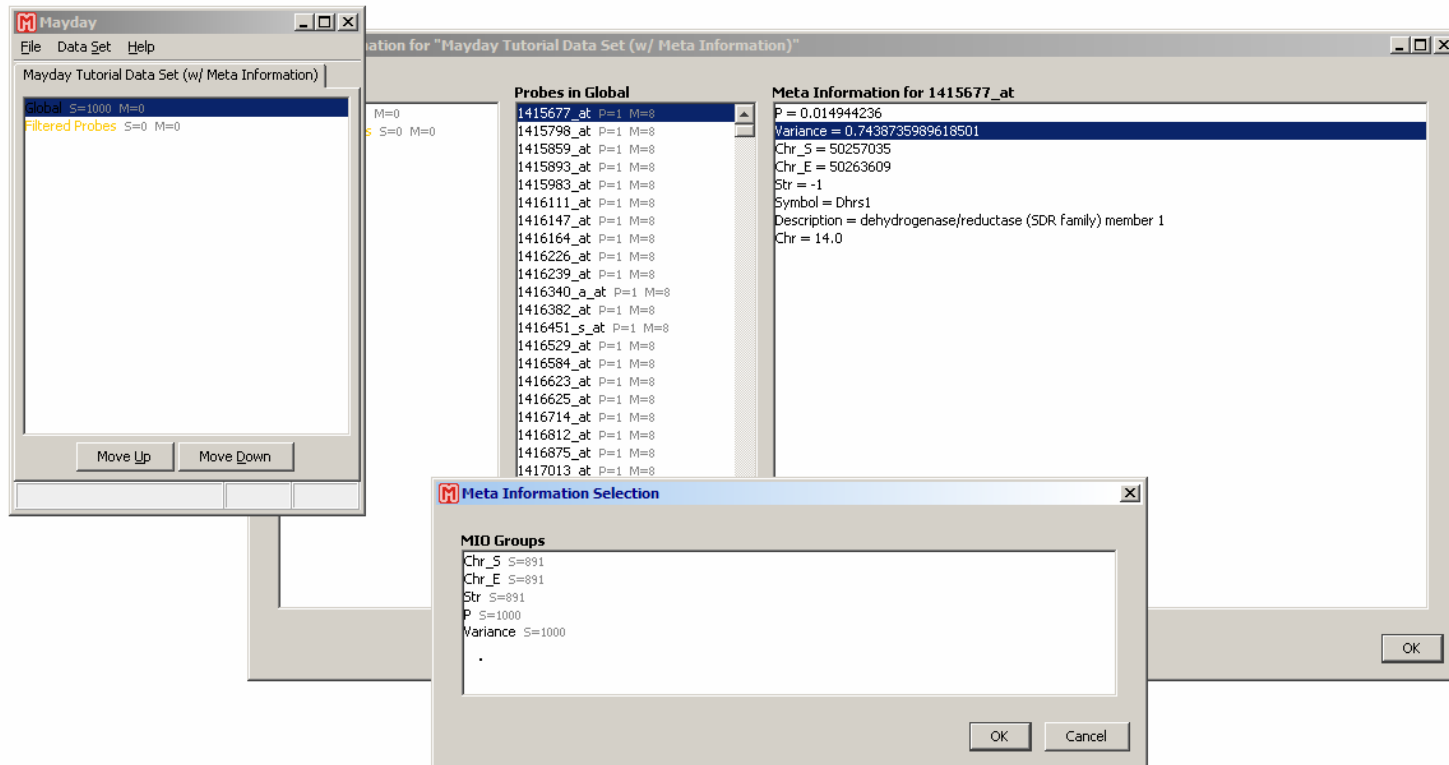 Mayday
File Data Set Help
Mayday Tutorial Data Set (w/ Meta Information)
Global S=1000 M=0
Filtered Probes S=0 M=0
Move Up Move Down
for "Mayday Tutorial Data Set (w/ Meta Information)"
M=0
S=0 M=0
Probes in Global
1415677_at P=1 M=8
1415798_at P=1 M=8
1415859_at P=1 M=8
1415893_at P=1 M=8
1415983_at P=1 M=8
1416111_at P=1 M=8
1416147_at P=1 M=8
1416164_at P=1 M=8
1416226_at P=1 M=8
1416239_at P=1 M=8
1416340_a_at P=1 M=8
1416382_at P=1 M=8
1416451_s_at P=1 M=8
1416529_at P=1 M=8
1416584_at P=1 M=8
1416623_at P=1 M=8
1416625_at P=1 M=8
1416714_at P=1 M=8
1416812_at P=1 M=8
1416875_at P=1 M=8
1417013_at P=1 M=8
Meta Information for 1415677_at
P = 0.014944236
Variance = 0.7438735989618501
Chr_S = 50257035
Chr_E = 50263609
Str = -1
Symbol = Dhrs1
Description = dehydrogenase/reductase (SDR family) member 1
Chr = 14.0
OK
Meta Information Selection
MIO Groups
Chr_S S=891
Chr_E S=891
Str S=891
P S=1000
Variance S=1000
OK Cancel